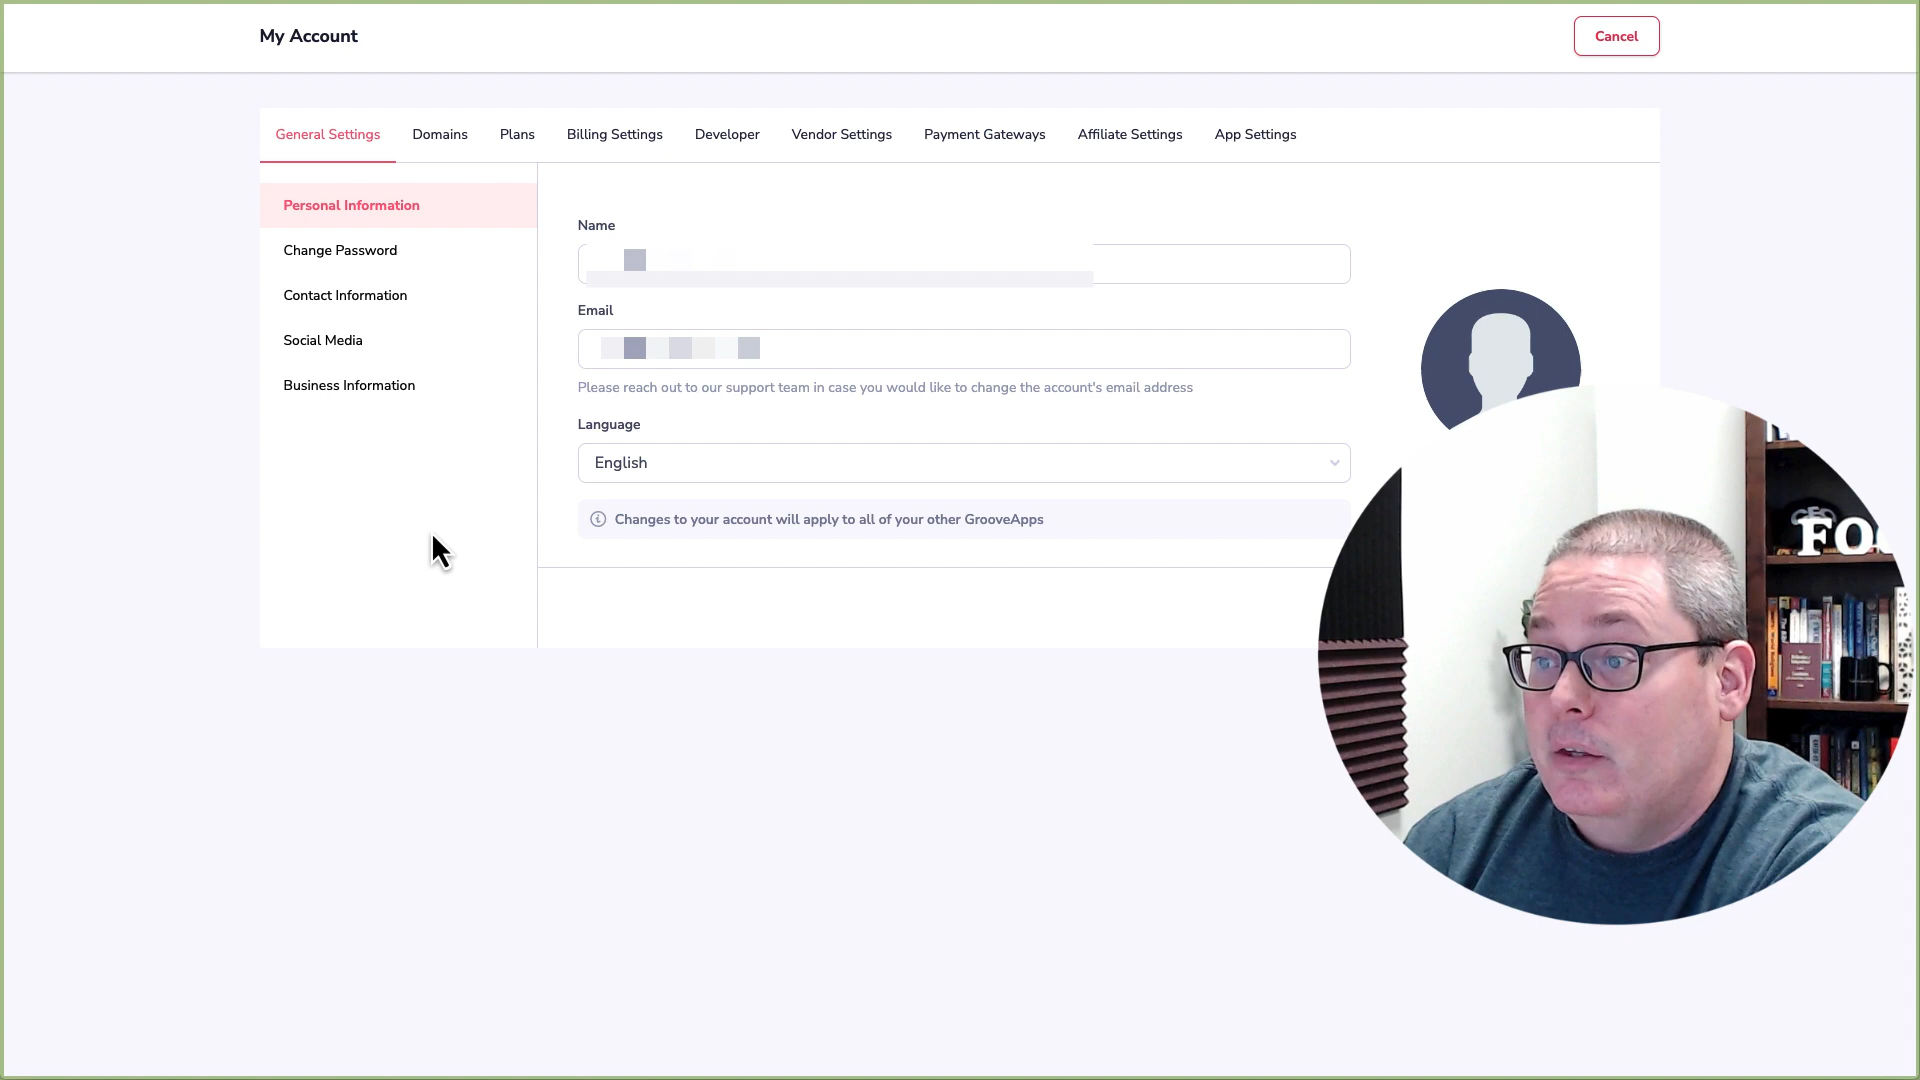 My Account
Cancel
General Settings Domains Plans Billing Settings Developer Vendor Settings Payment Gateways Affiliate Settings App Settings
Personal Information
Change Password
Contact Information
Social Media
Business Information
Name
Email
Please reach out to our support team in case you would like to change the account's email address
Language
English
Changes to your account will apply to all of your other GrooveApps
FO